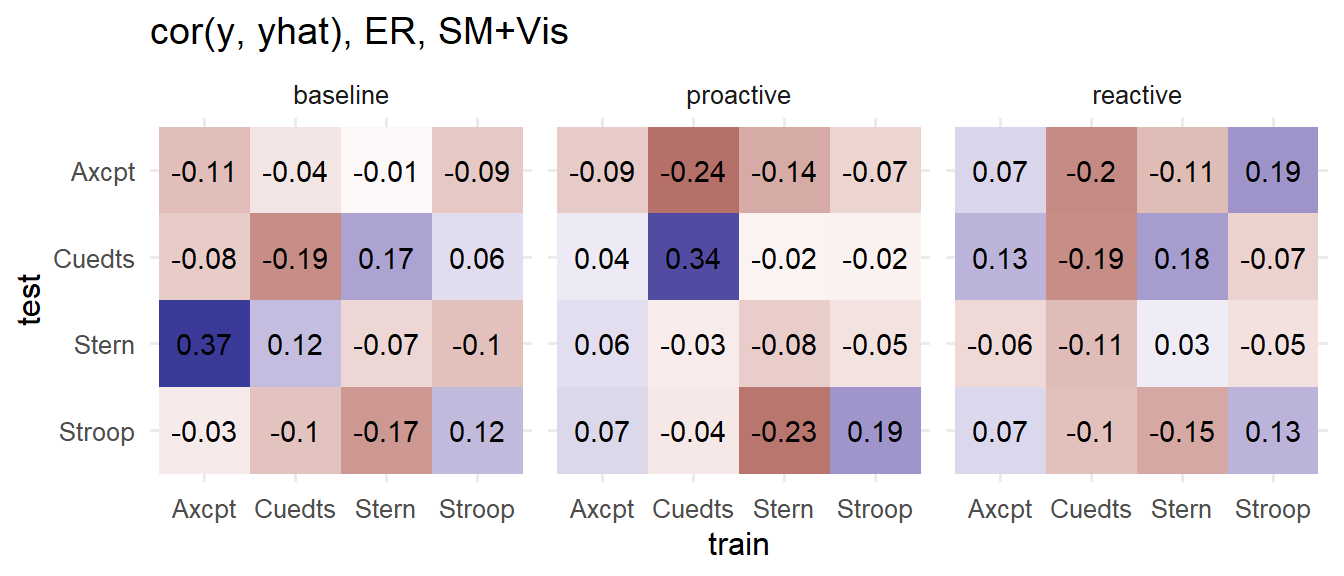 cor(y, yhat), ER, SM+Vis
baseline proactive reactive
Axcpt -0.11 -0.04 -0.01 -0.09 -0.09 -0.24 -0.14 -0.07 0.07 -0.2 -0.11 0.19
Cuedts -0.08 -0.19 0.17 0.06 0.04 0.34 -0.02 -0.02 0.13 -0.19 0.18 -0.07
test
Stern 0.37 0.12 -0.07 -0.1 0.06 -0.03 -0.08 -0.05 -0.06 -0.11 0.03 -0.05
Stroop -0.03 -0.1 -0.17 0.12 0.07 -0.04 -0.23 0.19 0.07 -0.1 -0.15 0.13
Axcpt Cuedts Stern Stroop Axcpt Cuedts Stern Stroop Axcpt Cuedts Stern Stroop
train